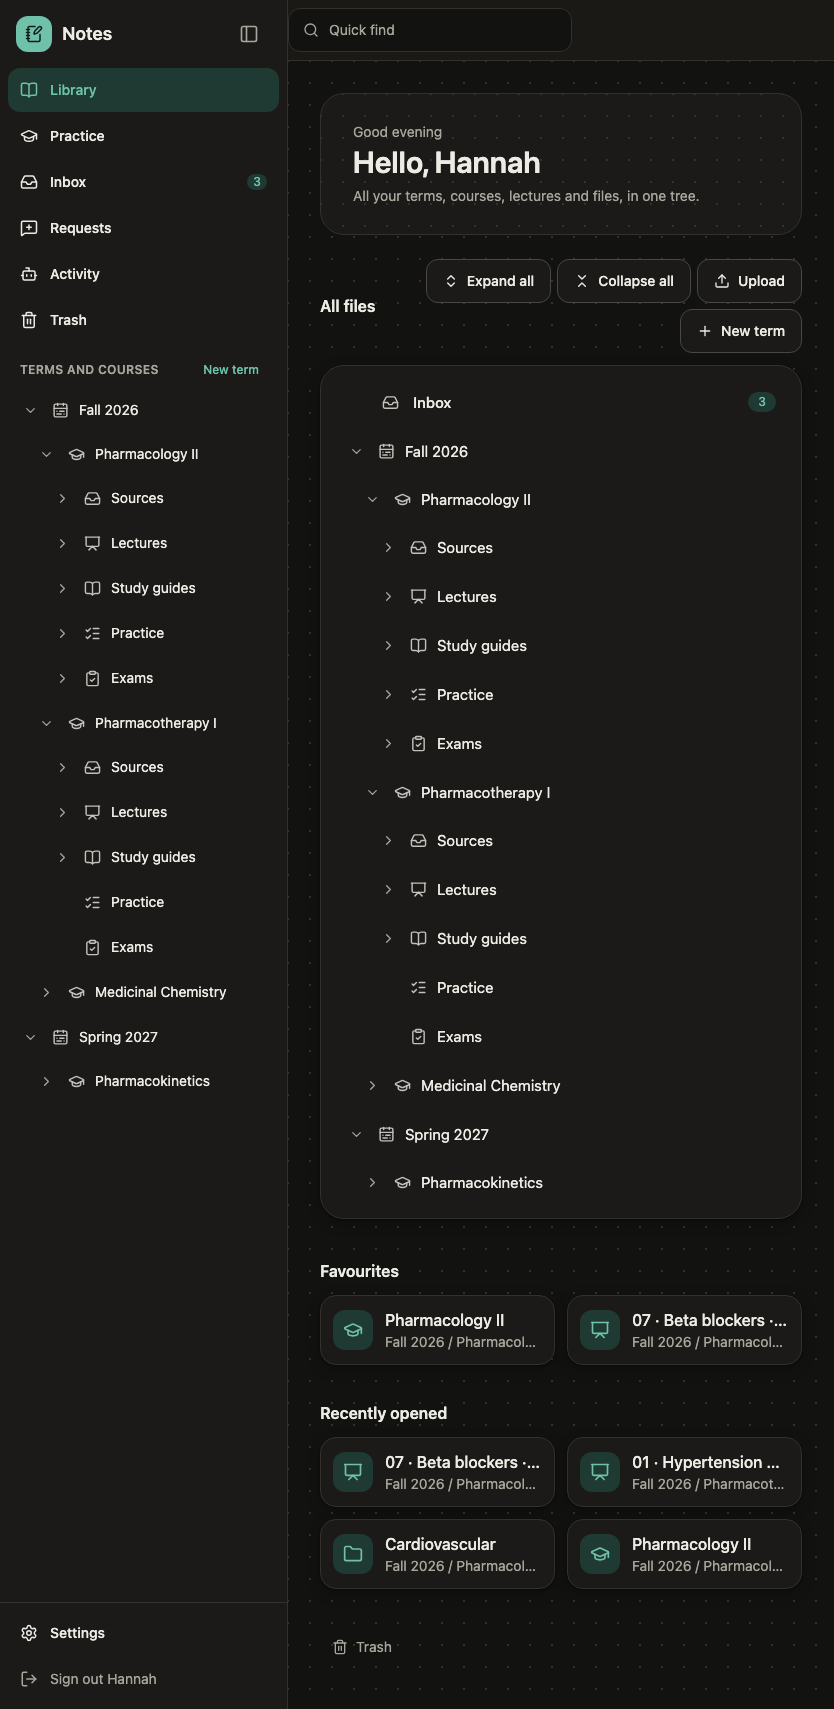 Notes
Library
Practice
Inbox 3
Requests
Activity
Trash
TERMS AND COURSES New term
Fall 2026
Pharmacology II
Sources
Lectures
Study guides
Practice
Exams
Pharmacotherapy I
Sources
Lectures
Study guides
Practice
Exams
Medicinal Chemistry
Spring 2027
Pharmacokinetics
Settings
Sign out Hannah
Quick find
Good evening
Hello, Hannah
All your terms, courses, lectures and files, in one tree.
All files
Expand all
Collapse all
Upload
New term
Inbox 3
Fall 2026
Pharmacology II
Sources
Lectures
Study guides
Practice
Exams
Pharmacotherapy I
Sources
Lectures
Study guides
Practice
Exams
Medicinal Chemistry
Spring 2027
Pharmacokinetics
Favourites
Pharmacology II
Fall 2026 / Pharmacol...
07 · Beta blockers ·...
Fall 2026 / Pharmacol...
Recently opened
07 · Beta blockers ·...
Fall 2026 / Pharmacol...
01 · Hypertension ...
Fall 2026 / Pharmacot...
Cardiovascular
Fall 2026 / Pharmacol...
Pharmacology II
Fall 2026 / Pharmacol...
Trash